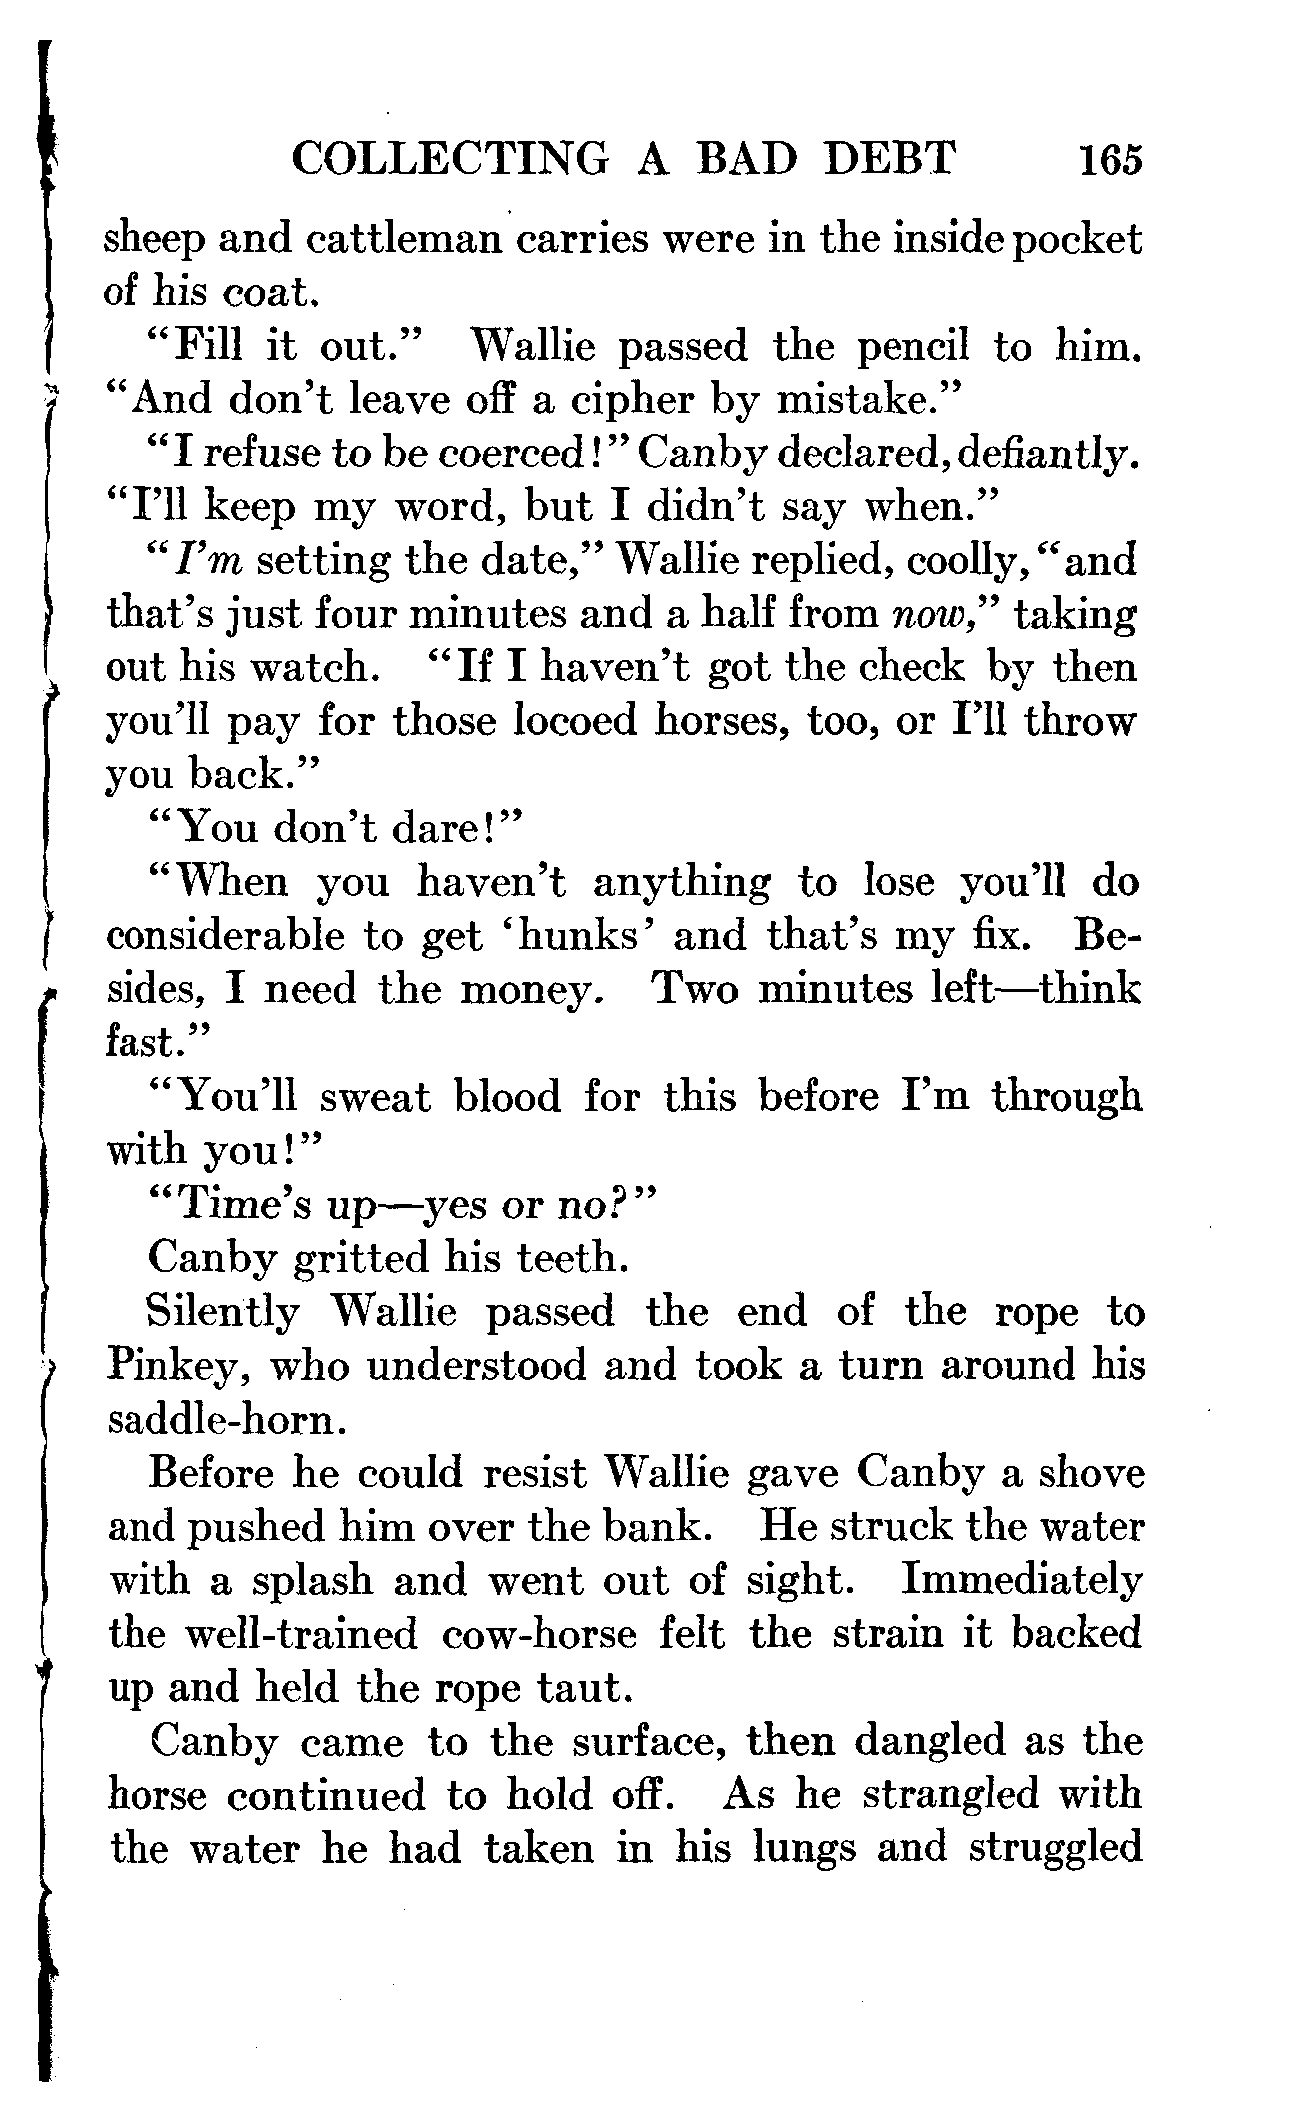 COLLECTING A BAD DEBT 165
sheep and cattleman carries were in the inside pocket
of his coat.
"Fill it out." Wallie passed the pencil to him.
"And don't leave off a cipher by mistake."
"I refuse to be coerced!" Canby declared, defiantly.
"I'll keep my word, but I didn't say when."
"I'm setting the date," Wallie replied, coolly, "and
that's just four minutes and a half from now," taking
out his watch. "If I haven't got the check by then
you'll pay for those locoed horses, too, or I'll throw
you back."
"You don't dare!"
"When you haven't anything to lose you'll do
considerable to get 'hunks' and that's my fix. Be-
sides, I need the money. Two minutes left—think
fast."
"You'll sweat blood for this before I'm through
with you!"
"Time's up—yes or no?"
Canby gritted his teeth.
Silently Wallie passed the end of the rope to
Pinkey, who understood and took a turn around his
saddle-horn.
Before he could resist Wallie gave Canby a shove
and pushed him over the bank. He struck the water
with a splash and went out of sight. Immediately
the well-trained cow-horse felt the strain it backed
up and held the rope taut.
Canby came to the surface, then dangled as the
horse continued to hold off. As he strangled with
the water he had taken in his lungs and struggled